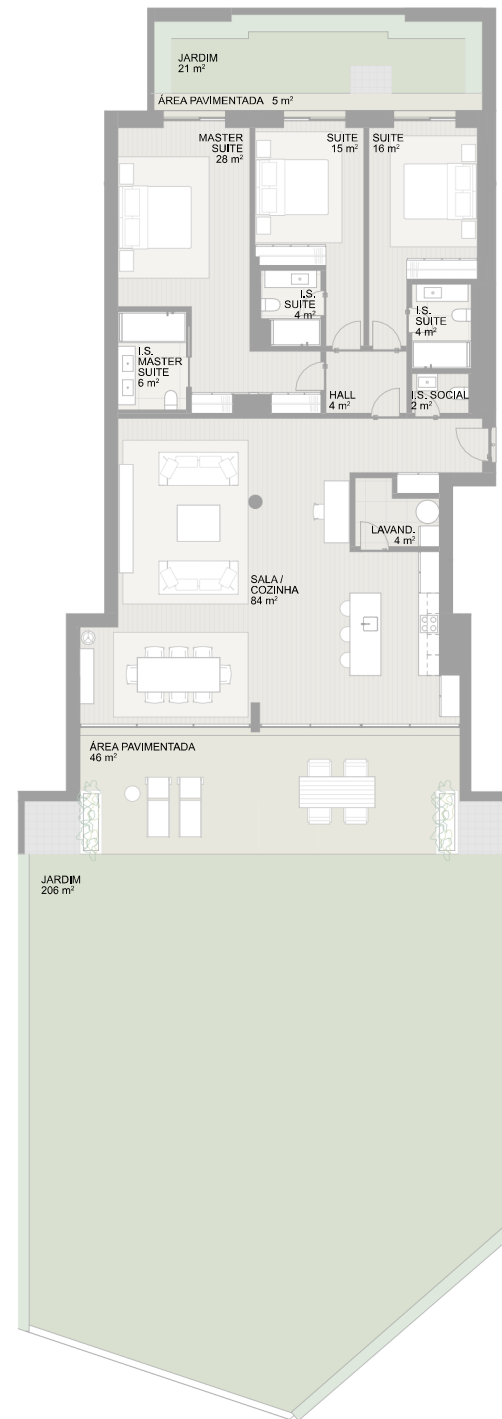 JARDIM
21 m²
ÁREA PAVIMENTADA 5 m²
MASTER
SUITE
28 m²
SUITE
15 m²
SUITE
16 m²
I.S.
SUITE
4 m²
I.S.
SUITE
4 m²
I.S.
MASTER
SUITE
6 m²
HALL
4 m²
I.S. SOCIAL
2 m²
LAVAND.
4 m²
SALA /
COZINHA
84 m²
ÁREA PAVIMENTADA
46 m²
JARDIM
206 m²